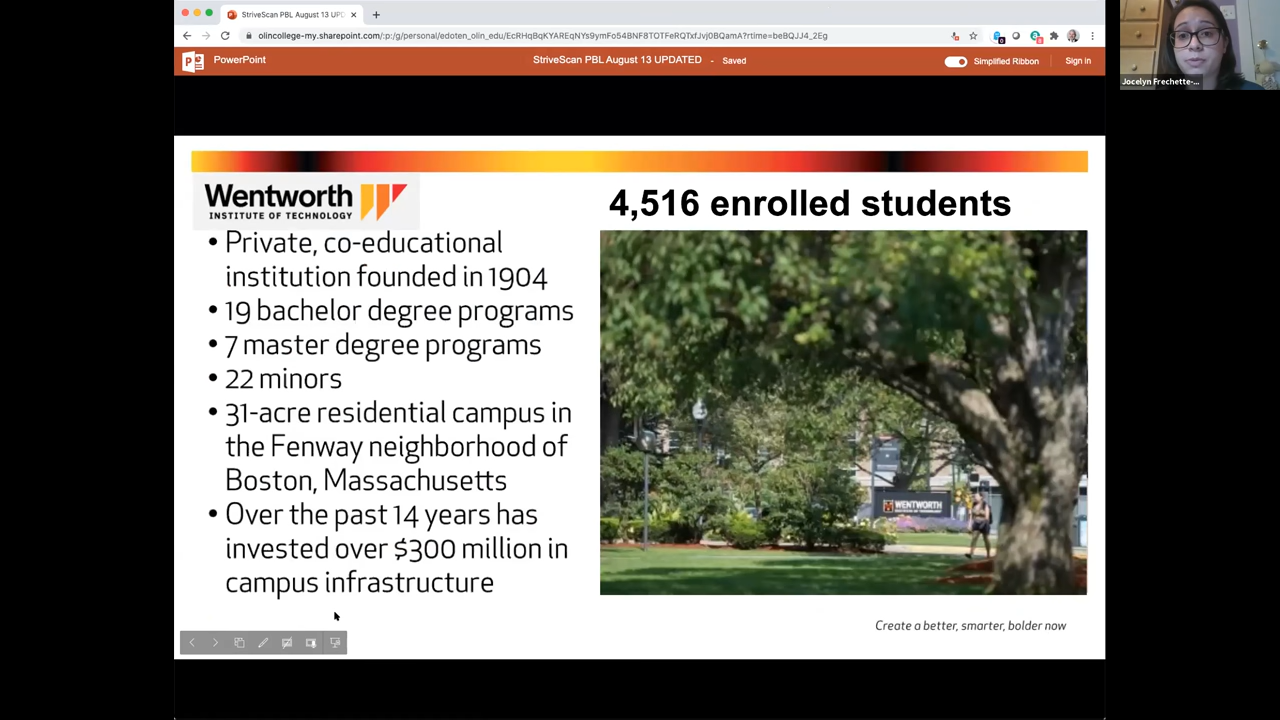 StriveScan PBL August 13 UPD
olincollege-my.sharepoint.com/:p:/g/personal/edoten_olin_edu/EcRHqBqKYAREqNYs9ymFo54BNF8TOTFeRQTxfJvj0BQamA?rtime=beBQJJ4_2Eg
PowerPoint
StriveScan PBL August 13 UPDATED - Saved
Simplified Ribbon
Sign in
Jocelyn Frechette-...
Wentworth
INSTITUTE OF TECHNOLOGY
4,516 enrolled students
• Private, co-educational
institution founded in 1904
• 19 bachelor degree programs
• 7 master degree programs
• 22 minors
• 31-acre residential campus in
the Fenway neighborhood of
Boston, Massachusetts
• Over the past 14 years has
invested over $300 million in
campus infrastructure
WENTWORTH
Create a better, smarter, bolder now